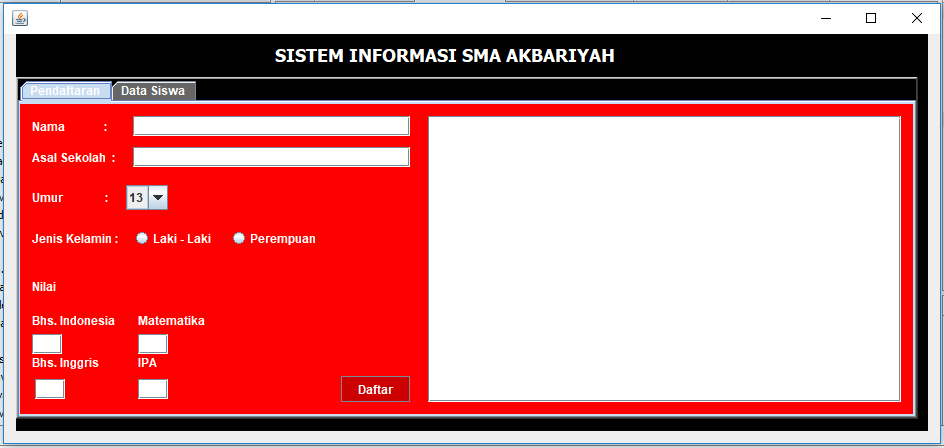 SISTEM INFORMASI SMA AKBARIYAH
Pendaftaran Data Siswa
Nama :
Asal Sekolah :
Umur : 13
Jenis Kelamin : Laki - Laki Perempuan
Nilai
Bhs. Indonesia Matematika
Bhs. Inggris IPA
Daftar